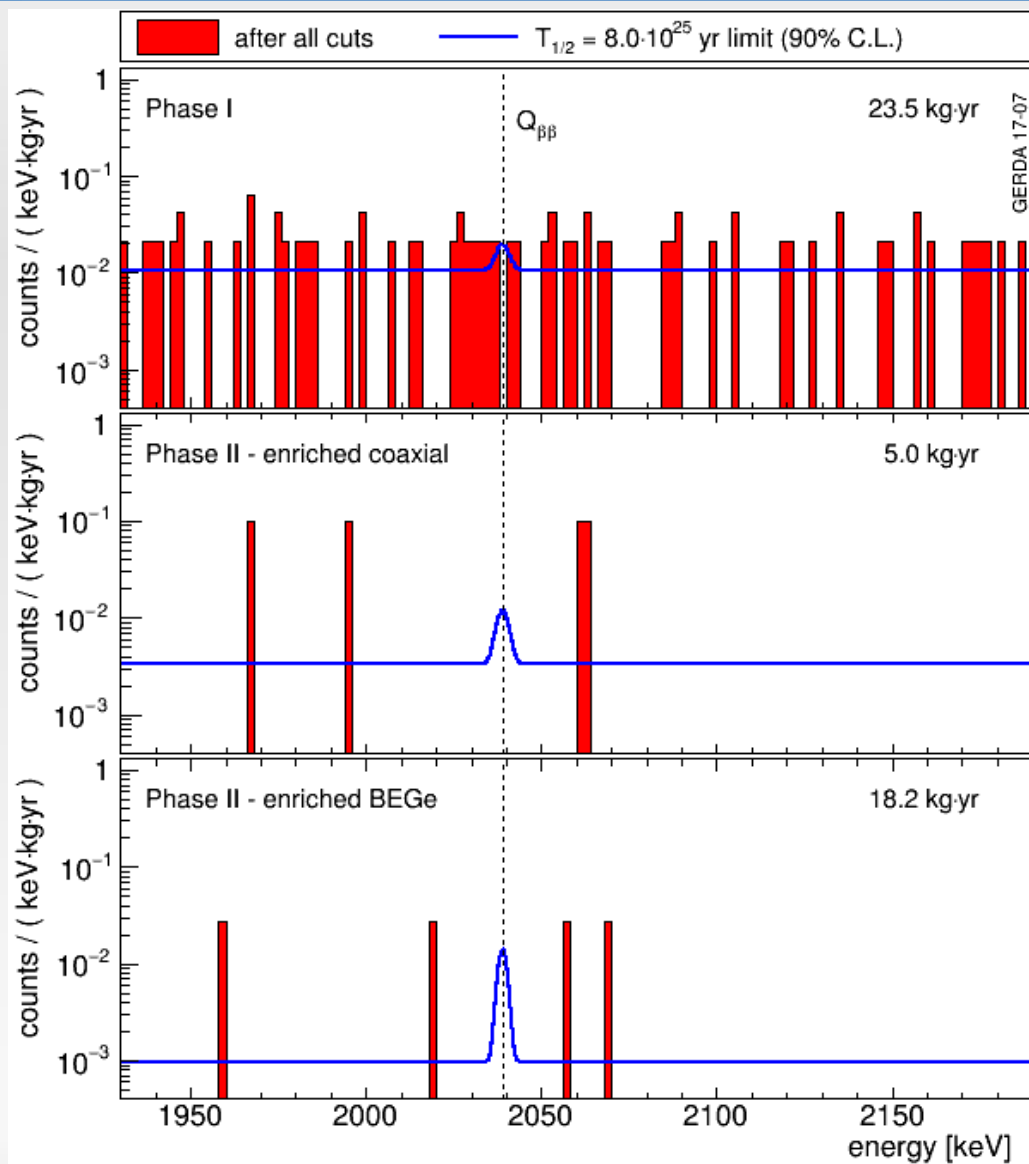 after all cuts
T1/2 = 8.0·10^25 yr limit (90% C.L.)
counts / ( keV·kg·yr )
1
10^−1
10^−2
10^−3
Phase I
Qββ
23.5 kg·yr
GERDA 17-07
counts / ( keV·kg·yr )
1
10^−1
10^−2
10^−3
Phase II - enriched coaxial
5.0 kg·yr
counts / ( keV·kg·yr )
1
10^−1
10^−2
10^−3
Phase II - enriched BEGe
18.2 kg·yr
1950 2000 2050 2100 2150
energy [keV]